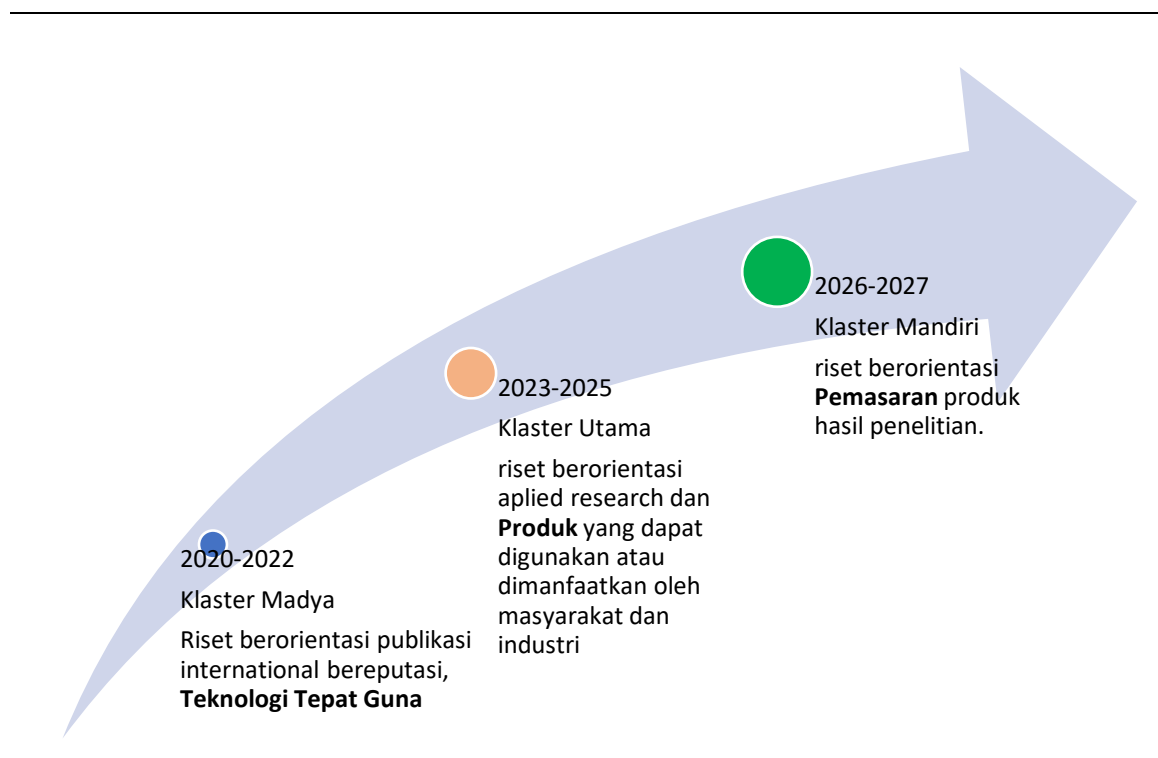 2026-2027
Klaster Mandiri
riset berorientasi
Pemasaran produk
hasil penelitian.
2023-2025
Klaster Utama
riset berorientasi
aplied research dan
Produk yang dapat
digunakan atau
dimanfaatkan oleh
masyarakat dan
industri
2020-2022
Klaster Madya
Riset berorientasi publikasi
international bereputasi,
Teknologi Tepat Guna